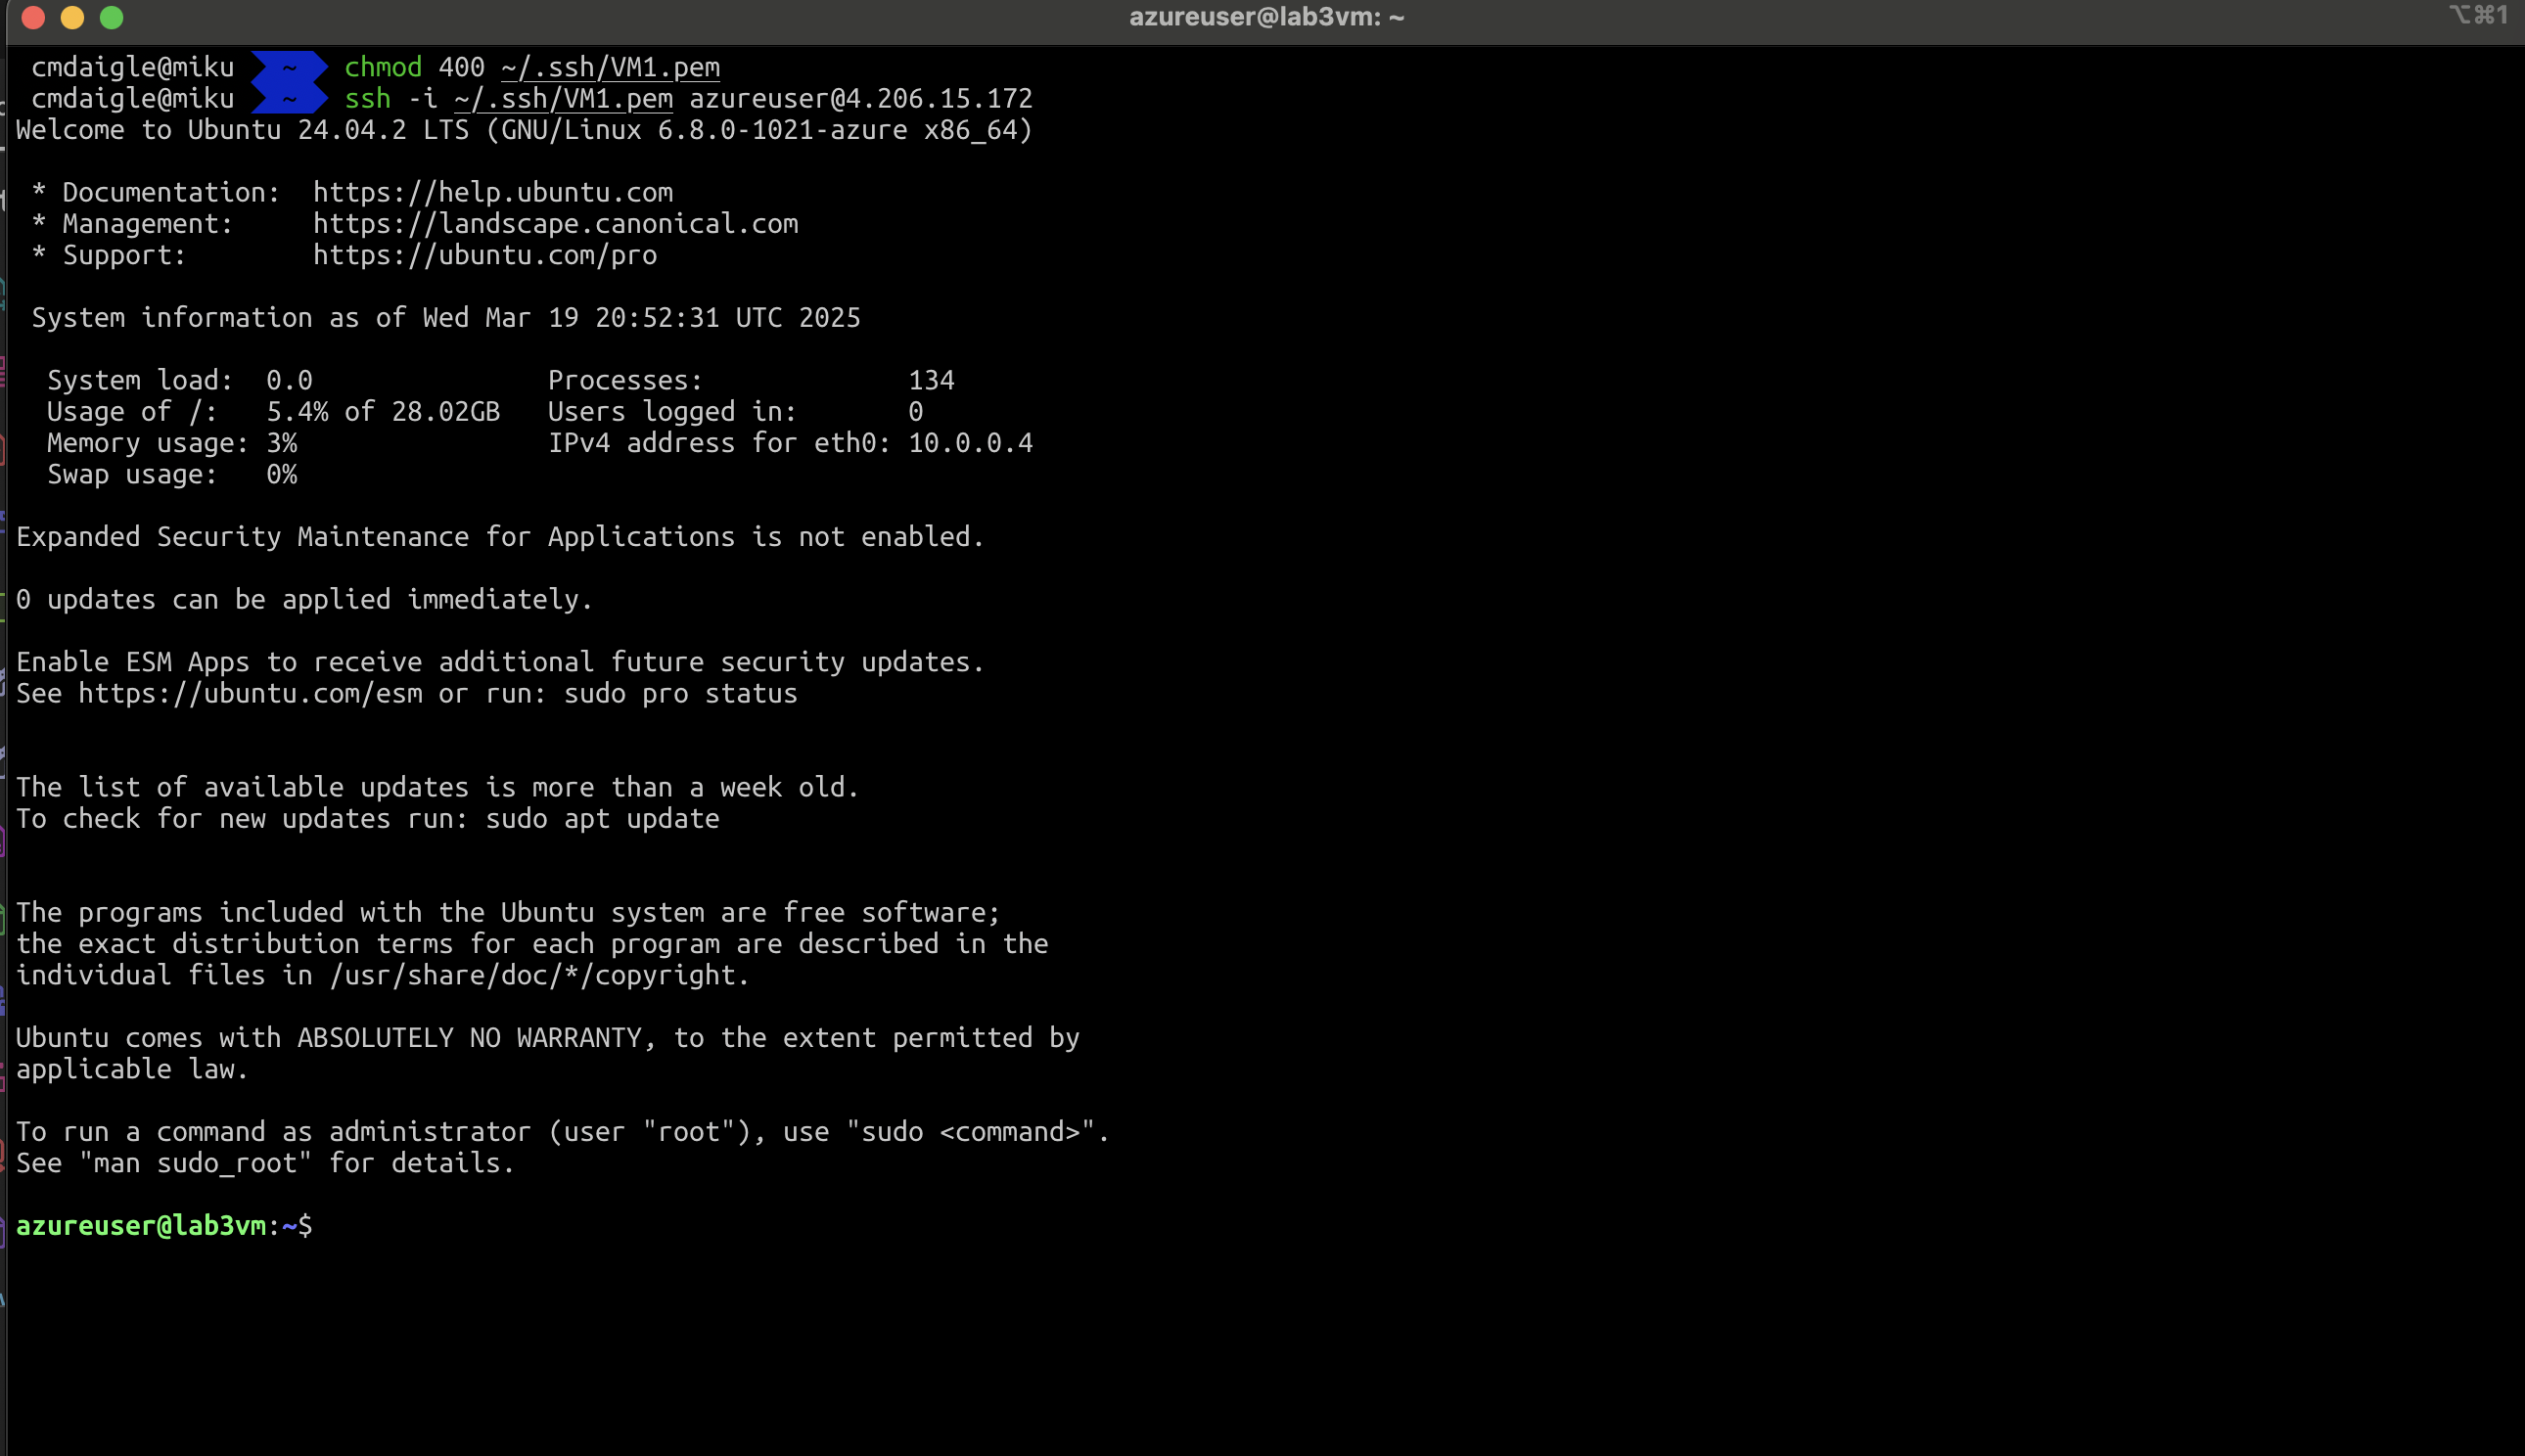 azureuser@lab3vm: ~
⌥⌘1
cmdaigle@miku ~ chmod 400 ~/.ssh/VM1.pem
cmdaigle@miku ~ ssh -i ~/.ssh/VM1.pem azureuser@4.206.15.172
Welcome to Ubuntu 24.04.2 LTS (GNU/Linux 6.8.0-1021-azure x86_64)
* Documentation:  https://help.ubuntu.com
* Management:     https://landscape.canonical.com
* Support:        https://ubuntu.com/pro
System information as of Wed Mar 19 20:52:31 UTC 2025
System load:  0.0               Processes:             134
Usage of /:   5.4% of 28.02GB   Users logged in:       0
Memory usage: 3%                IPv4 address for eth0: 10.0.0.4
Swap usage:   0%
Expanded Security Maintenance for Applications is not enabled.
0 updates can be applied immediately.
Enable ESM Apps to receive additional future security updates.
See https://ubuntu.com/esm or run: sudo pro status
The list of available updates is more than a week old.
To check for new updates run: sudo apt update
The programs included with the Ubuntu system are free software;
the exact distribution terms for each program are described in the
individual files in /usr/share/doc/*/copyright.
Ubuntu comes with ABSOLUTELY NO WARRANTY, to the extent permitted by
applicable law.
To run a command as administrator (user "root"), use "sudo <command>".
See "man sudo_root" for details.
azureuser@lab3vm:~$